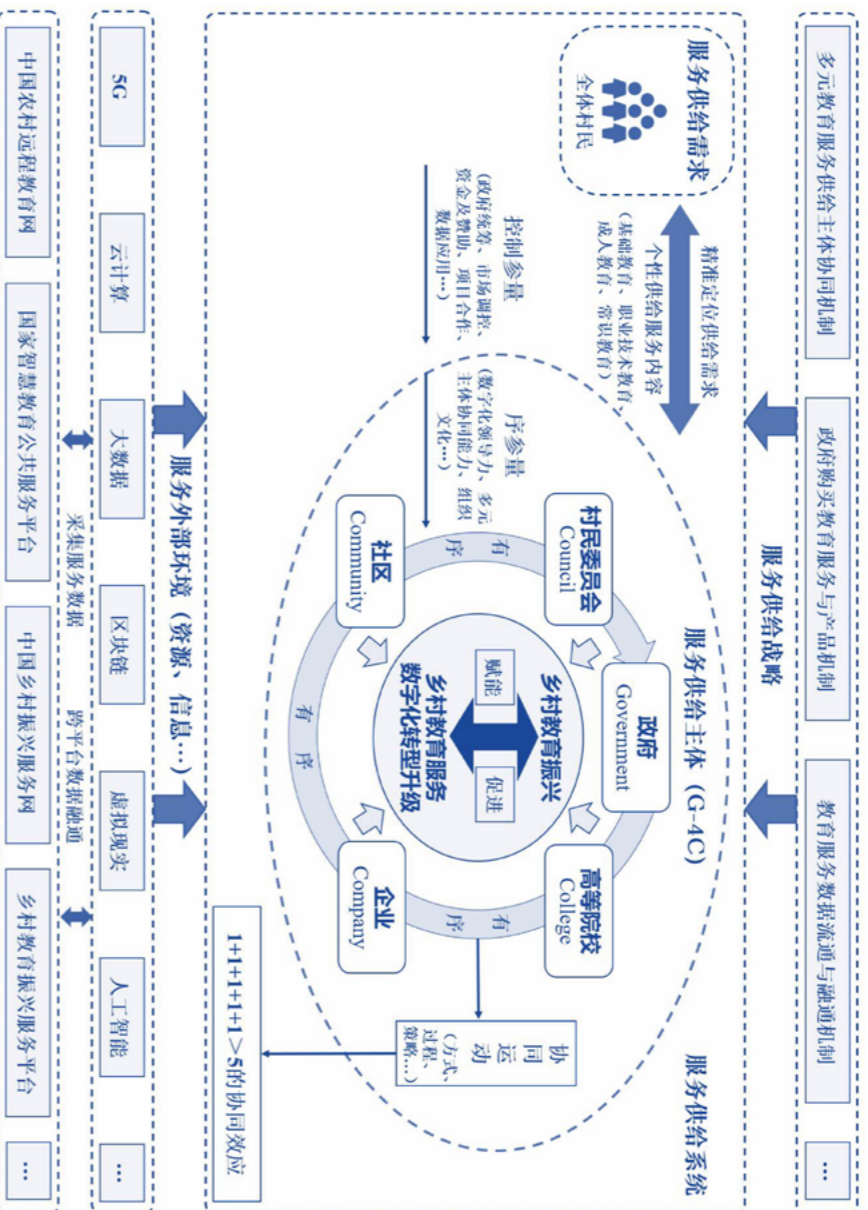 多元教育服务供给主体协同机制
政府购买教育服务与产品机制
教育服务数据流通与融通机制
…
服务供给战略
服务供给系统
服务供给需求
全体村民
精准定位供给需求
个性供给服务内容
(基础教育、职业技术教育、
成人教育、常识教育)
服务供给主体 (G-4C)
控制参量
(政府统筹、市场调控、
资金及赞助、项目合作、
数据应用…)
序参量
(数字化领导力、多元
主体协同能力、组织
文化…)
政府
Government
村民委员会
Council
高等院校
College
有 序
有 序
乡村教育振兴
赋能
促进
乡村教育服务
数字化转型升级
社区
Community
企业
Company
有 序
协同运动
(方式、
过程、
策略…)
1+1+1+1+1＞5的协同效应
服务外部环境 (资源、信息…)
5G
云计算
大数据
区块链
虚拟现实
人工智能
…
采集服务数据
跨平台数据融通
中国农村远程教育网
国家智慧教育公共服务平台
中国乡村振兴服务网
乡村教育振兴服务平台
…